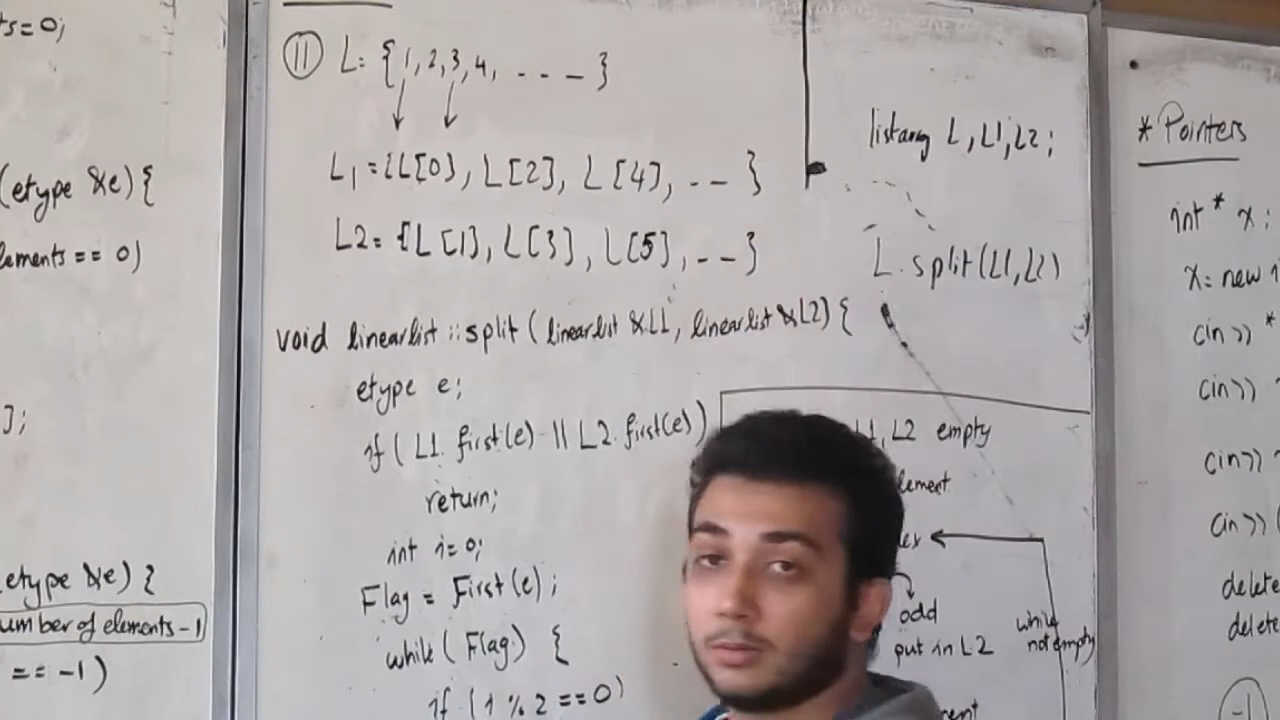 ts=0;
(etype &e) {
lements == 0)
];
etype &e) {
umber of elements - 1
== -1)
11 L = {1, 2, 3, 4, - - - }
L1 = {L[0], L[2], L[4], - - }
L2 = {L[1], L[3], L[5], - - }
void linearlist :: split (linearlist &L1, linearlist &L2) {
etype e;
if ( L1. first(e) || L2. first(e) )
return;
int i = 0;
Flag = First(e);
while ( Flag ) {
if ( i % 2 == 0)
L, L1, L2;
L. split(L1, L2)
L2 empty
lement
odd
put in L2
while
not empty
* Pointers
int * x;
x = new
cin >> *
cin >>
cin >>
cin >> (
delete
delete
-1